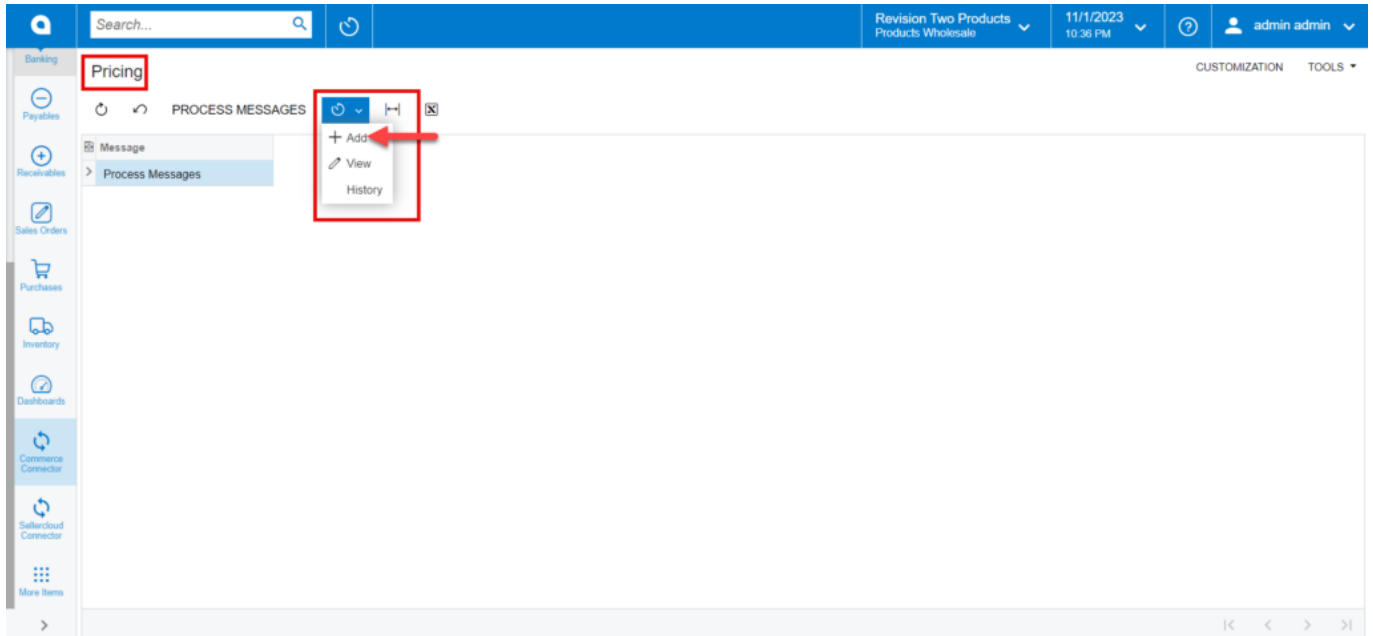 Search...
Revision Two Products
Products Wholesale
11/1/2023
10:36 PM
admin admin
Banking
Payables
Receivables
Sales Orders
Purchases
Inventory
Dashboards
Commerce
Connector
Sellercloud
Connector
More Items
Pricing
CUSTOMIZATION TOOLS
PROCESS MESSAGES
Add
View
History
Message
Process Messages